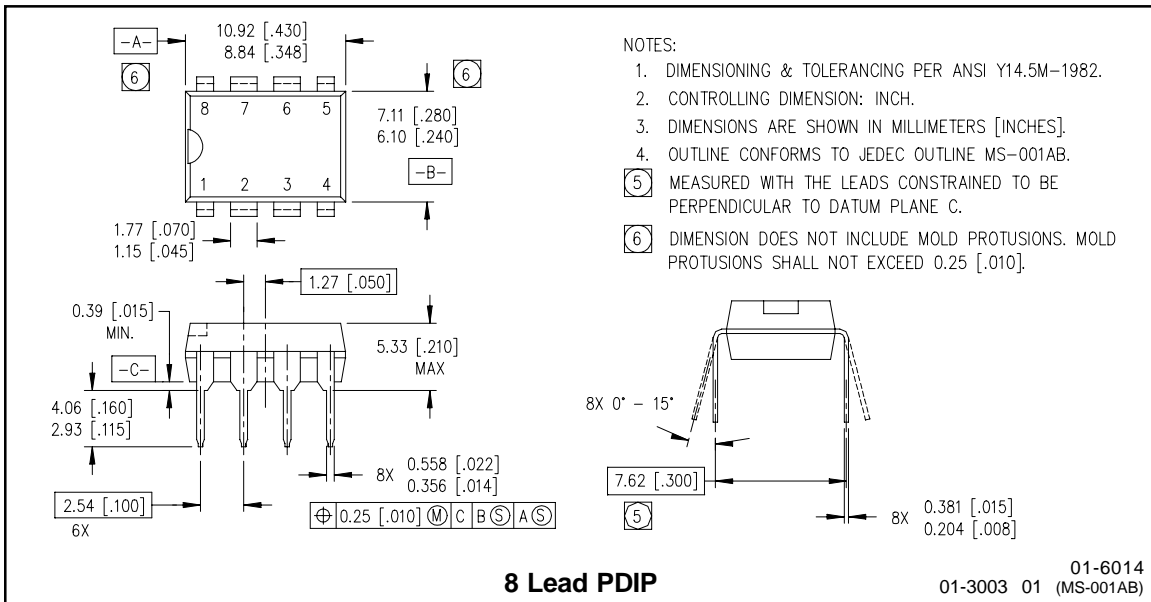 -A-
10.92 [.430]
8.84 [.348]
6
6
8 7 6 5
7.11 [.280]
6.10 [.240]
-B-
1 2 3 4
1.77 [.070]
1.15 [.045]
1.27 [.050]
0.39 [.015]
MIN.
5.33 [.210]
MAX
-C-
4.06 [.160]
2.93 [.115]
8X 0.558 [.022]
0.356 [.014]
2.54 [.100]
6X
⌖ 0.25 [.010] Ⓜ C B Ⓢ A Ⓢ
NOTES:
1. DIMENSIONING & TOLERANCING PER ANSI Y14.5M-1982.
2. CONTROLLING DIMENSION: INCH.
3. DIMENSIONS ARE SHOWN IN MILLIMETERS [INCHES].
4. OUTLINE CONFORMS TO JEDEC OUTLINE MS-001AB.
5 MEASURED WITH THE LEADS CONSTRAINED TO BE
PERPENDICULAR TO DATUM PLANE C.
6 DIMENSION DOES NOT INCLUDE MOLD PROTUSIONS. MOLD
PROTUSIONS SHALL NOT EXCEED 0.25 [.010].
8X 0° - 15°
7.62 [.300]
5
8X 0.381 [.015]
0.204 [.008]
8 Lead PDIP
01-6014
01-3003 01 (MS-001AB)